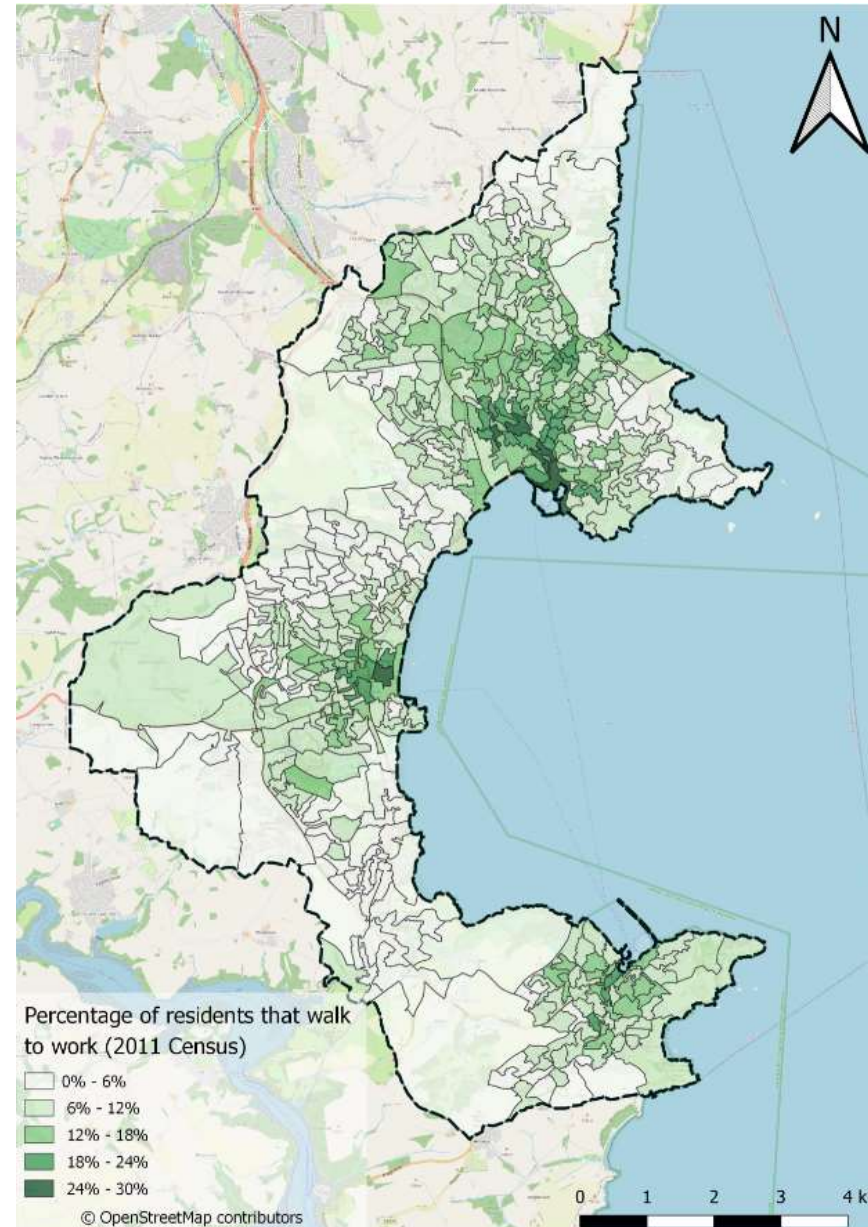 N
Percentage of residents that walk
to work (2011 Census)
0% - 6%
6% - 12%
12% - 18%
18% - 24%
24% - 30%
© OpenStreetMap contributors
0 1 2 3 4 k